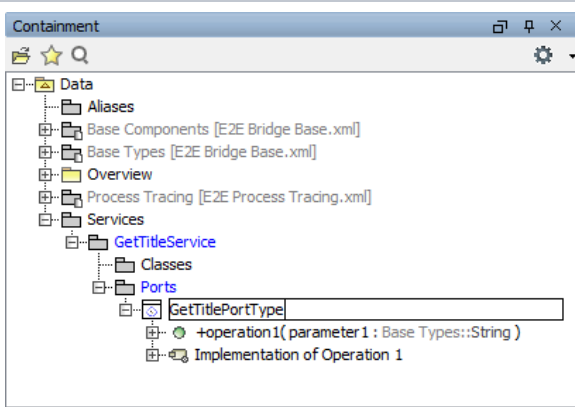 Containment
Data
Aliases
Base Components [E2E Bridge Base.xml]
Base Types [E2E Bridge Base.xml]
Overview
Process Tracing [E2E Process Tracing.xml]
Services
GetTitleService
Classes
Ports
GetTitlePortType
+operation1( parameter1 : Base Types::String )
Implementation of Operation 1